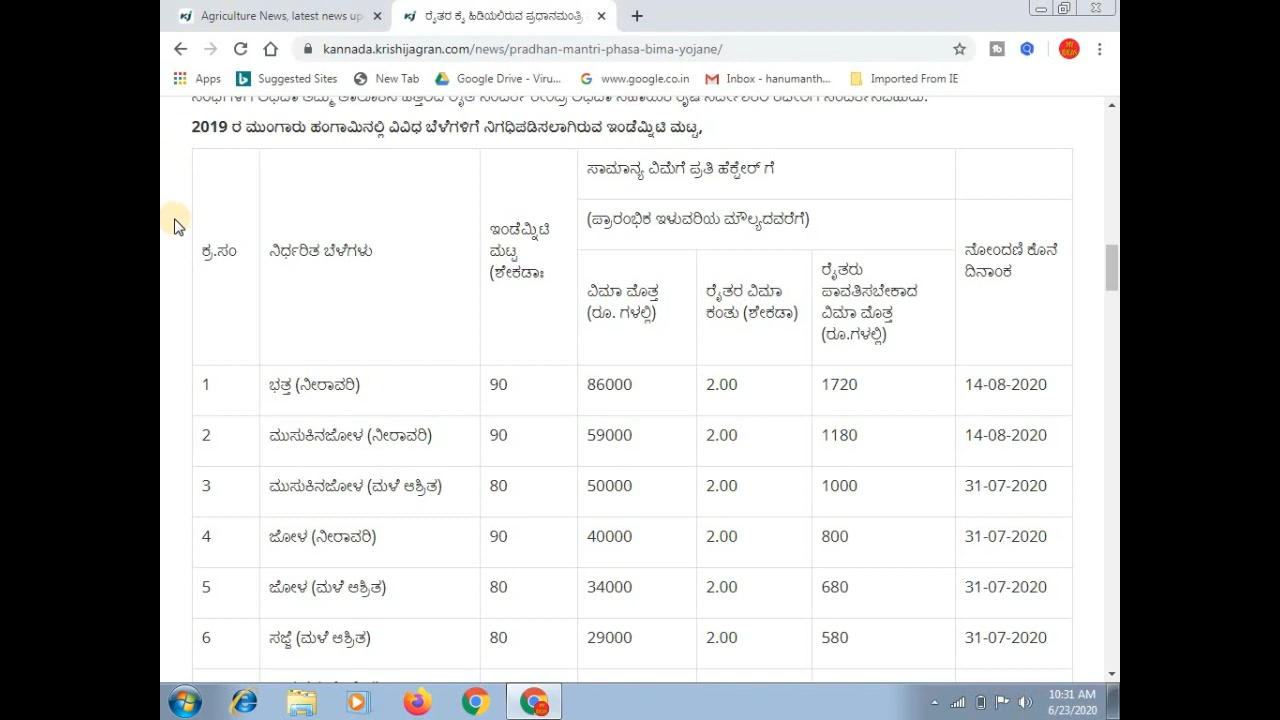 Agriculture News, latest news up
ರೈತರ ಕೈ ಹಿಡಿಯಲಿರುವ ಪ್ರಧಾನಮಂತ್ರಿ
kannada.krishijagran.com/news/pradhan-mantri-phasa-bima-yojane/
Apps Suggested Sites New Tab Google Drive - Viru... www.google.co.in Inbox - hanumanth... Imported From IE
2019 ರ ಮುಂಗಾರು ಹಂಗಾಮಿನಲ್ಲಿ ವಿವಿಧ ಬೆಳೆಗಳಿಗೆ ನಿಗಧಿಪಡಿಸಲಾಗಿರುವ ಇಂಡೆಮ್ನಿಟಿ ಮಟ್ಟ,
ಕ್ರ.ಸಂ
ನಿರ್ಧರಿತ ಬೆಳೆಗಳು
ಇಂಡೆಮ್ನಿಟಿ
ಮಟ್ಟ
(ಶೇಕಡಾಃ
ಸಾಮಾನ್ಯ ವಿಮೆಗೆ ಪ್ರತಿ ಹೆಕ್ಟೇರ್ ಗೆ
(ಪ್ರಾರಂಭಿಕ ಇಳುವರಿಯ ಮೌಲ್ಯದವರೆಗೆ)
ವಿಮಾ ಮೊತ್ತ
(ರೂ. ಗಳಲ್ಲಿ)
ರೈತರ ವಿಮಾ
ಕಂತು (ಶೇಕಡಾ)
ರೈತರು
ಪಾವತಿಸಬೇಕಾದ
ವಿಮಾ ಮೊತ್ತ
(ರೂ.ಗಳಲ್ಲಿ)
ನೋಂದಣಿ ಕೊನೆ
ದಿನಾಂಕ
1 ಭತ್ತ (ನೀರಾವರಿ) 90 86000 2.00 1720 14-08-2020
2 ಮುಸುಕಿನಜೋಳ (ನೀರಾವರಿ) 90 59000 2.00 1180 14-08-2020
3 ಮುಸುಕಿನಜೋಳ (ಮಳೆ ಆಶ್ರಿತ) 80 50000 2.00 1000 31-07-2020
4 ಜೋಳ (ನೀರಾವರಿ) 90 40000 2.00 800 31-07-2020
5 ಜೋಳ (ಮಳೆ ಆಶ್ರಿತ) 80 34000 2.00 680 31-07-2020
6 ಸಜ್ಜೆ (ಮಳೆ ಆಶ್ರಿತ) 80 29000 2.00 580 31-07-2020
10:31 AM
6/23/2020